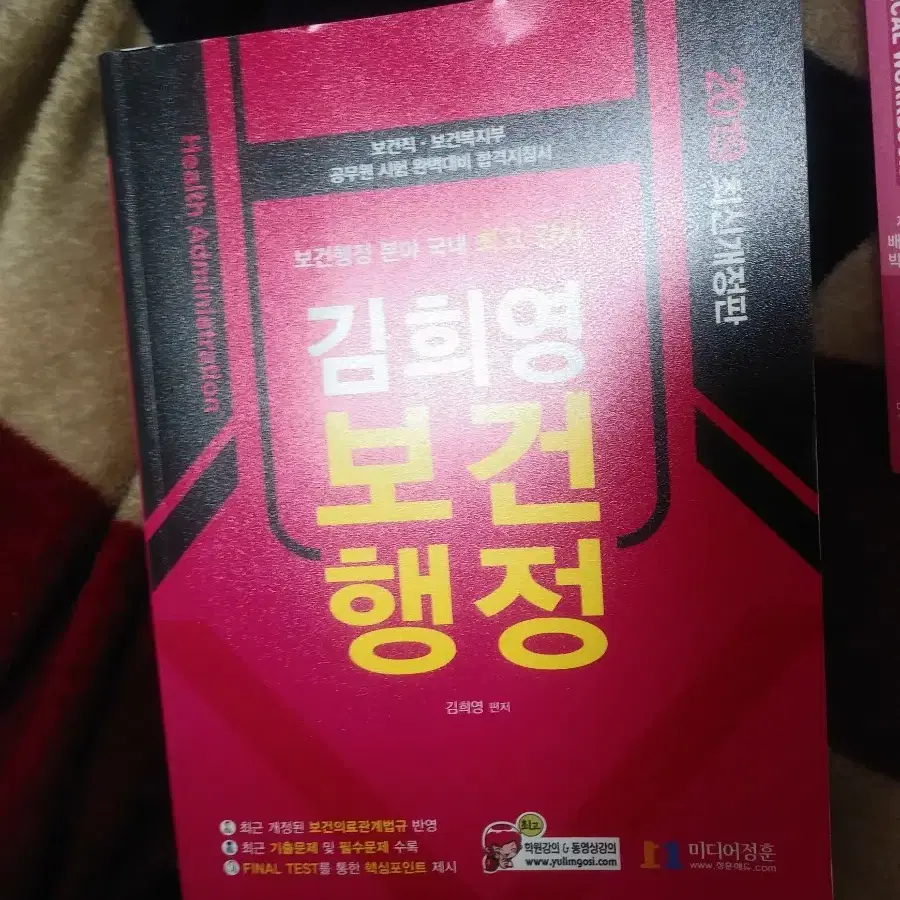 Health Administration
보건직·보건복지부
공무원 시험 완벽대비 합격지침서
최신개정판
보건행정 분야 국내 최고 강사
김희영
보건
행정
김희영 편저
최근 개정된 보건의료관계법규 반영
최근 기출문제 및 필수문제 수록
FINAL TEST를 통한 핵심포인트 제시
최고
학원강의 & 동영상강의
www.yulimgosi.com
미디어정훈
배
박